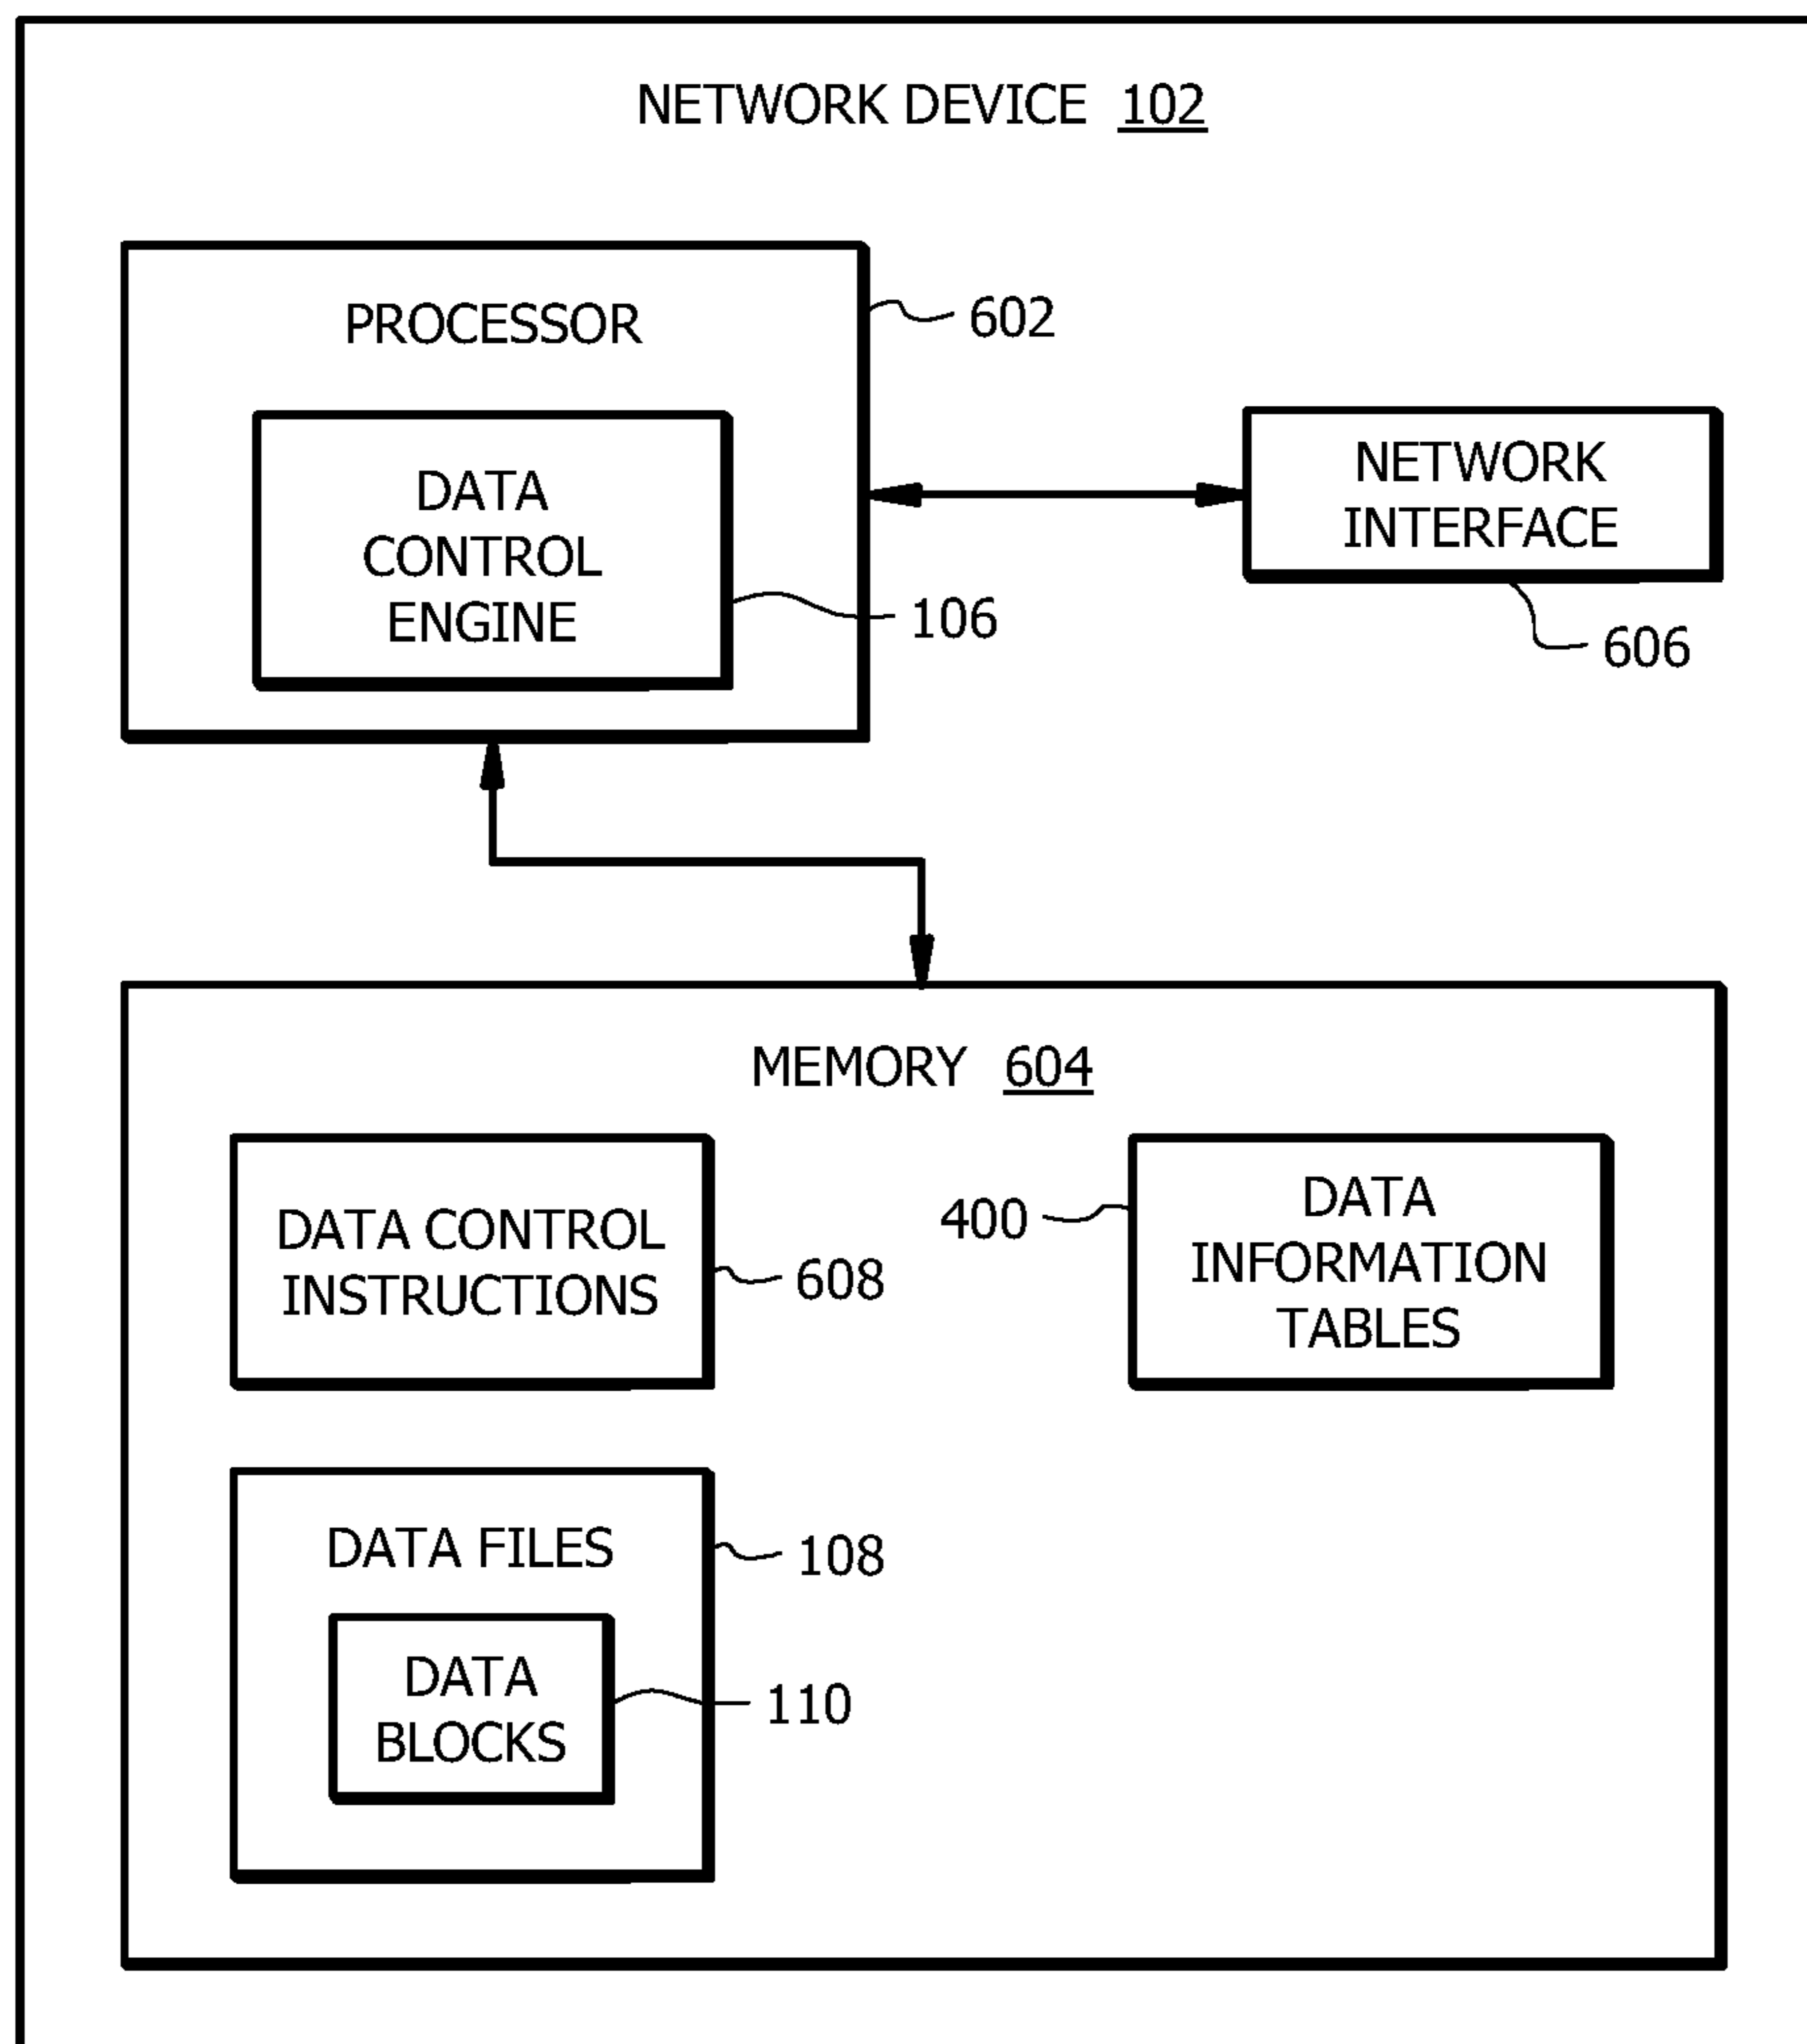 NETWORK DEVICE 102
PROCESSOR
602
DATA
CONTROL
ENGINE
106
NETWORK
INTERFACE
606
MEMORY 604
DATA CONTROL
INSTRUCTIONS
608
400
DATA
INFORMATION
TABLES
DATA FILES
108
DATA
BLOCKS
110